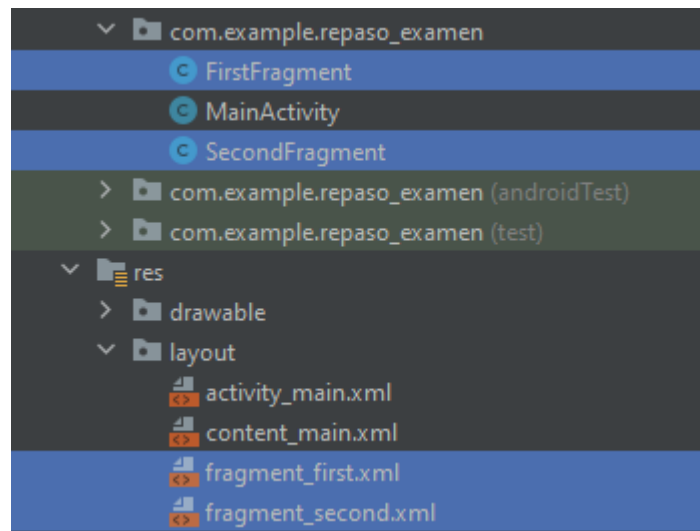 com.example.repaso_examen
FirstFragment
MainActivity
SecondFragment
com.example.repaso_examen (androidTest)
com.example.repaso_examen (test)
res
drawable
layout
activity_main.xml
content_main.xml
fragment_first.xml
fragment_second.xml